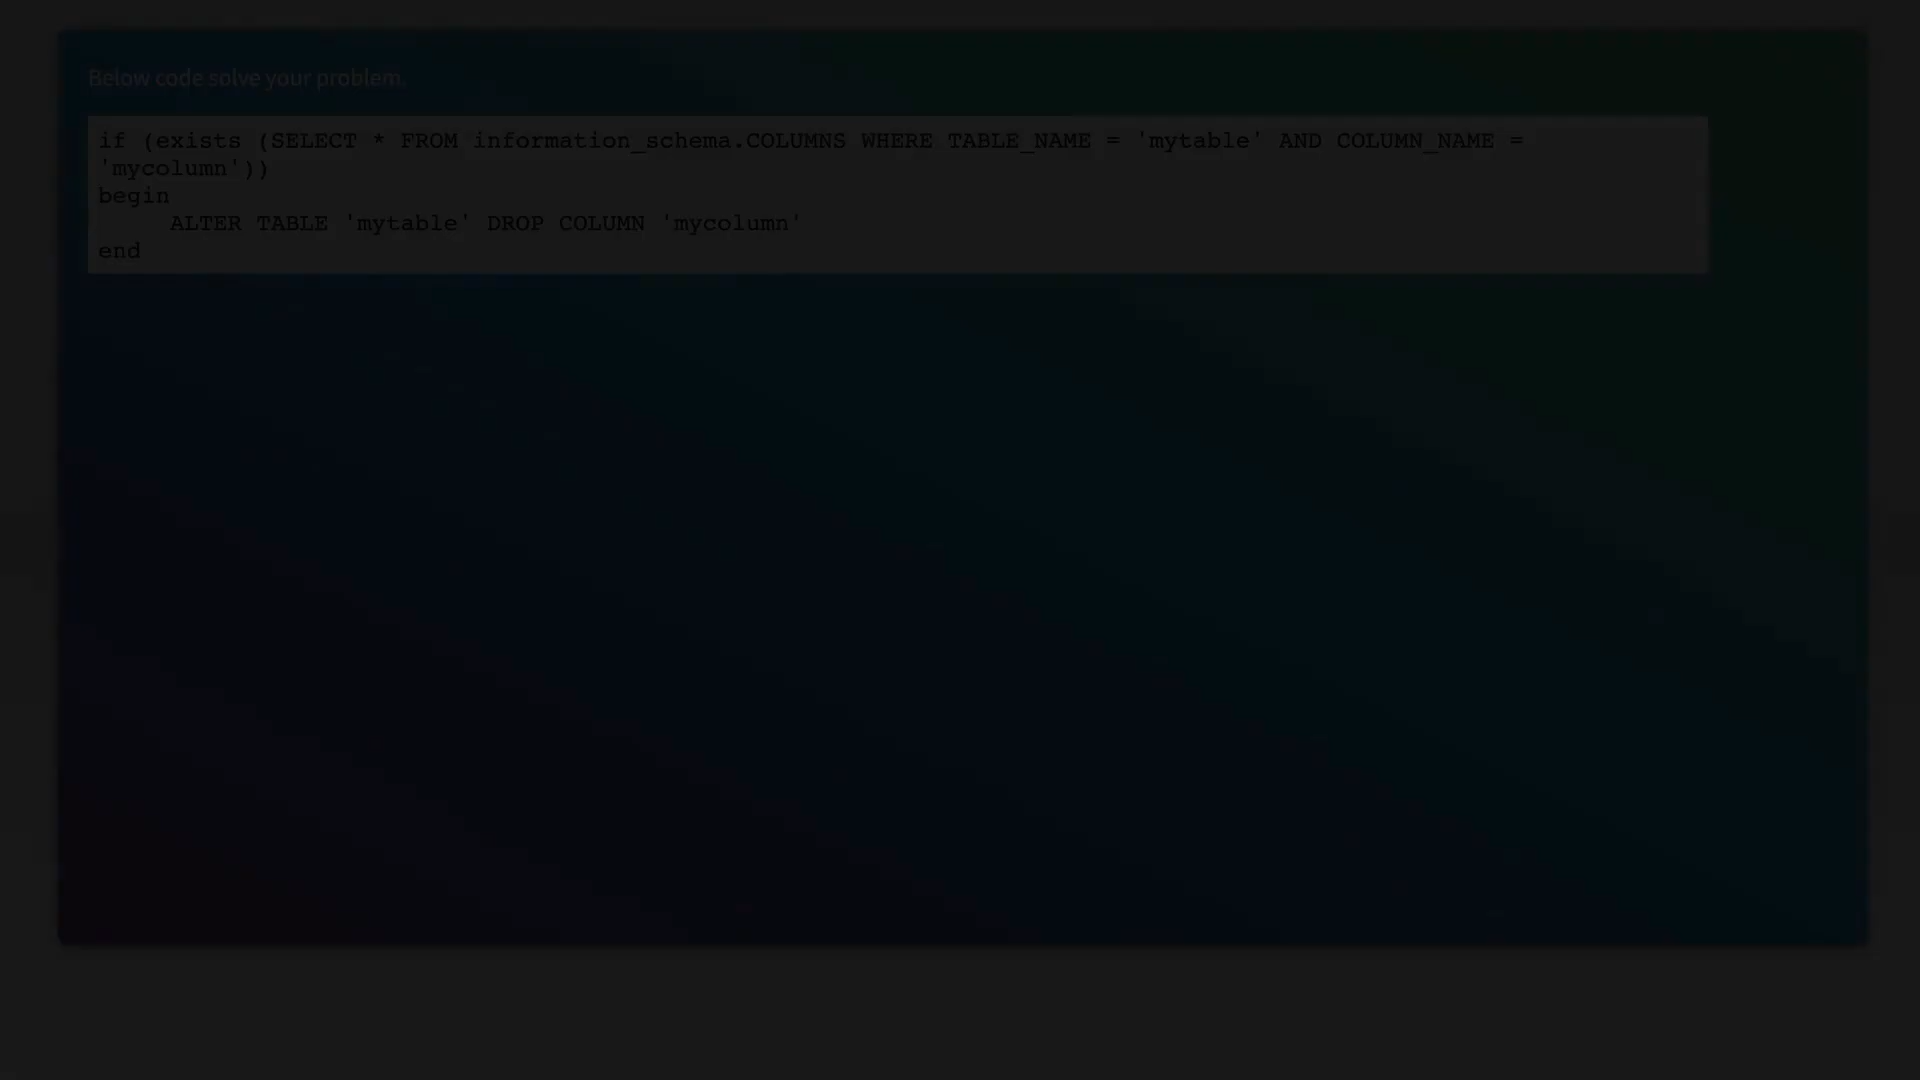 Below code solve your problem.
if (exists (SELECT * FROM information_schema.COLUMNS WHERE TABLE_NAME = 'mytable' AND COLUMN_NAME =
'mycolumn'))
begin
     ALTER TABLE 'mytable' DROP COLUMN 'mycolumn'
end